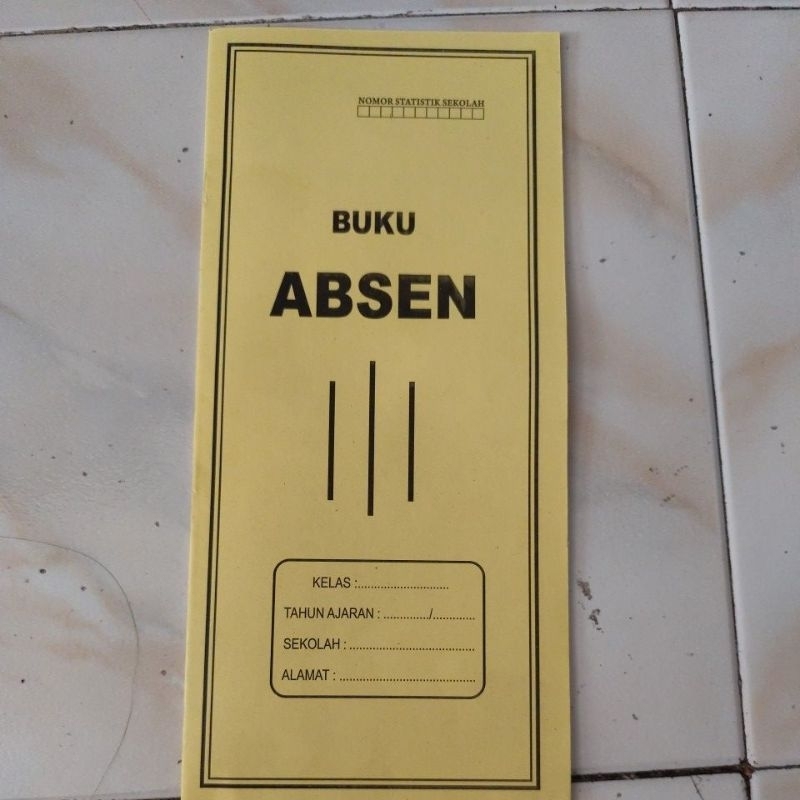 NOMOR STATISTIK SEKOLAH
BUKU
ABSEN
KELAS :............................
TAHUN AJARAN : ............../.............
SEKOLAH : .......................................
ALAMAT : ..........................................